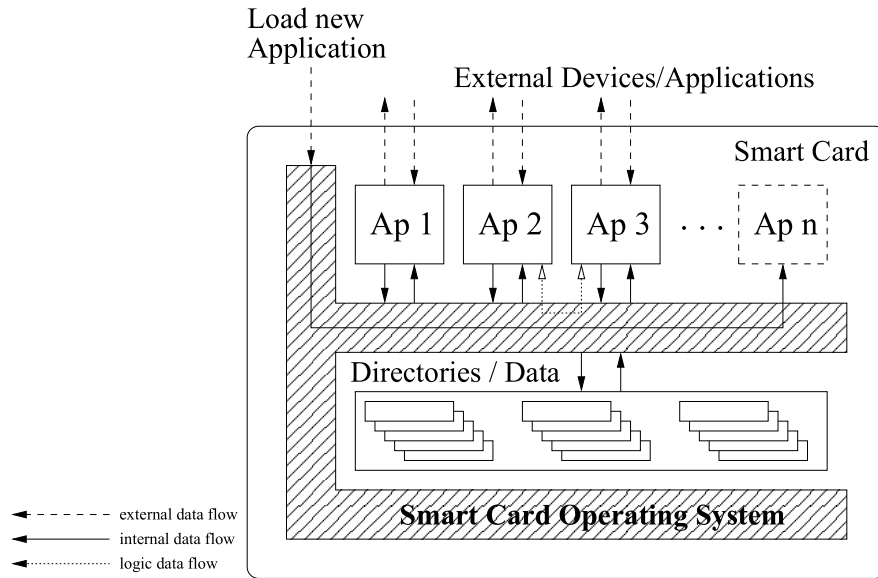 Load new
Application
External Devices/Applications
Smart Card
Ap 1
Ap 2
Ap 3
. . .
Ap n
Directories / Data
Smart Card Operating System
external data flow
internal data flow
logic data flow